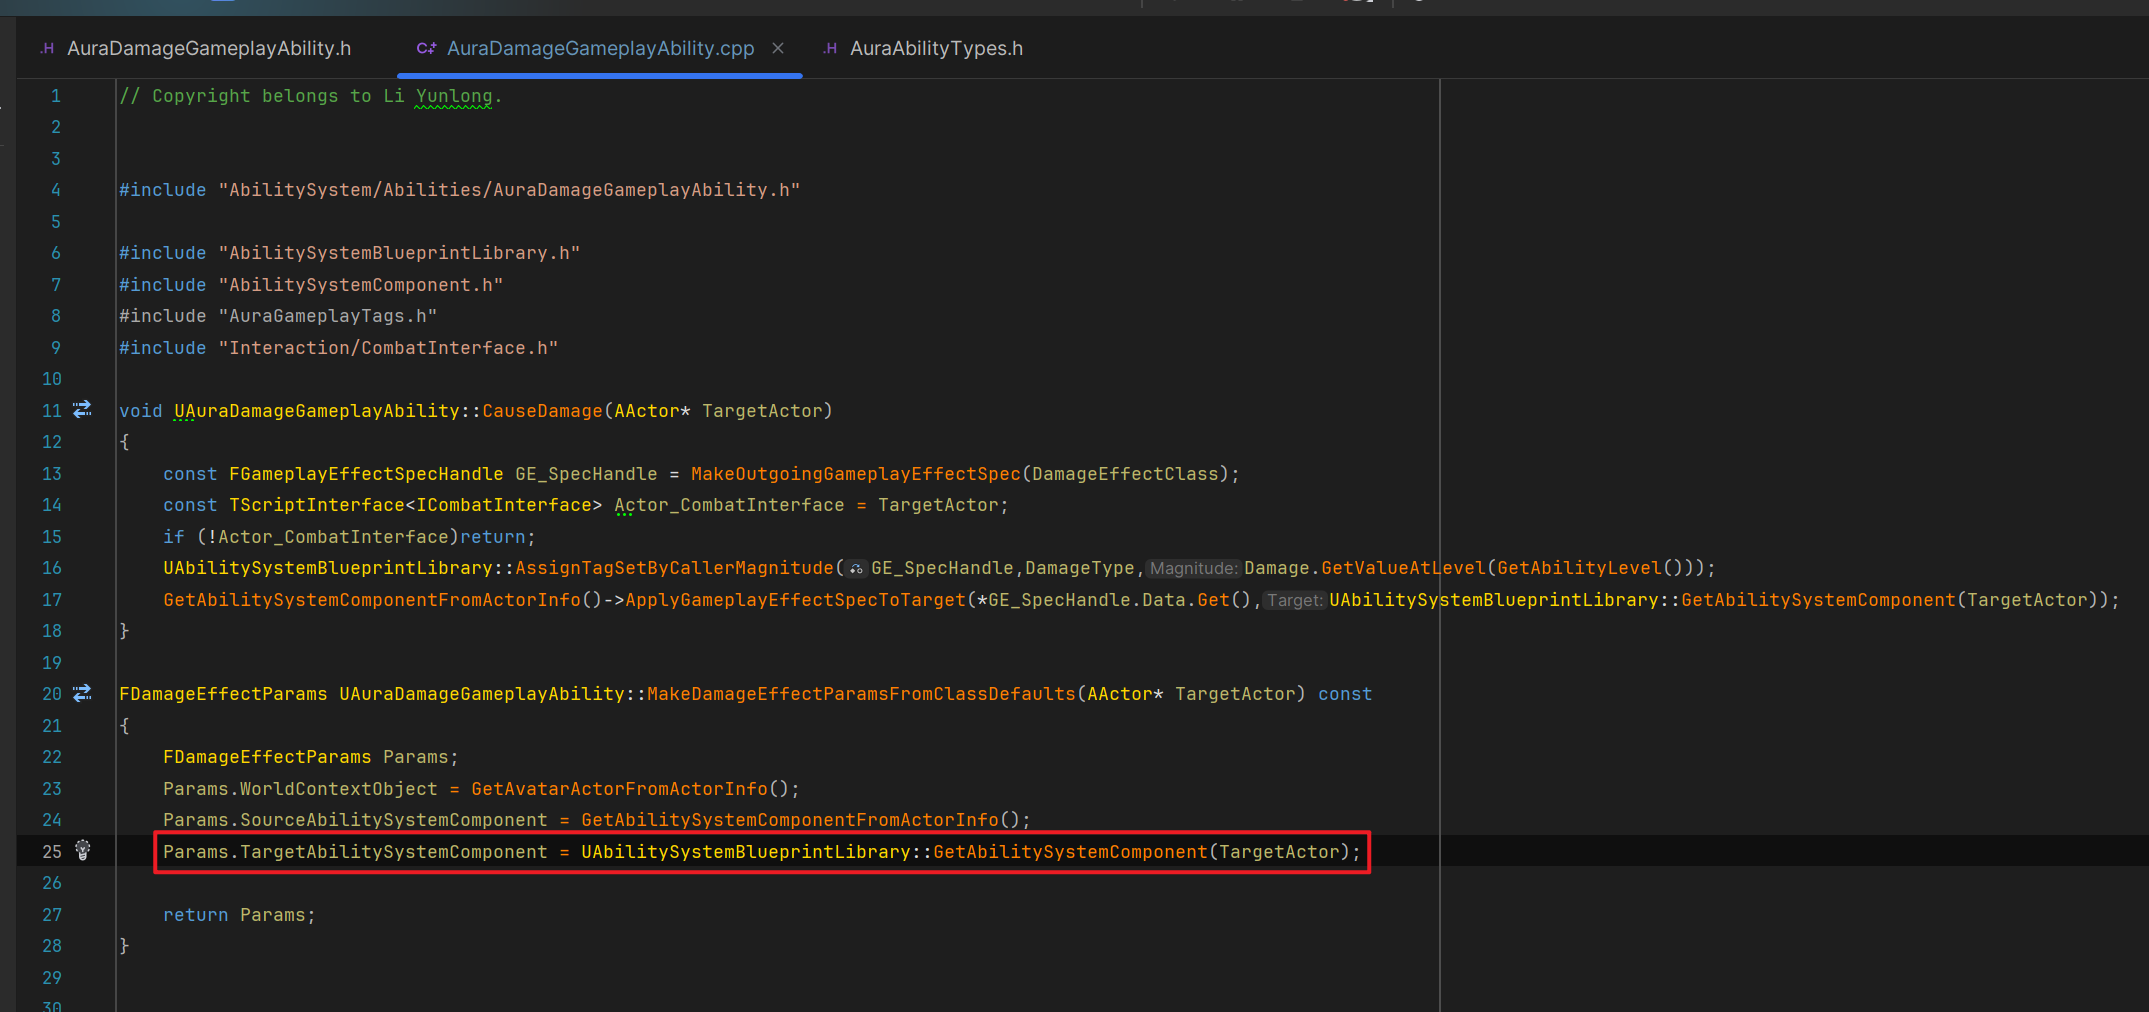 AuraDamageGameplayAbility.h
AuraDamageGameplayAbility.cpp
AuraAbilityTypes.h
1 // Copyright belongs to Li Yunlong.
2
3
4 #include "AbilitySystem/Abilities/AuraDamageGameplayAbility.h"
5
6 #include "AbilitySystemBlueprintLibrary.h"
7 #include "AbilitySystemComponent.h"
8 #include "AuraGameplayTags.h"
9 #include "Interaction/CombatInterface.h"
10
11 void UAuraDamageGameplayAbility::CauseDamage(AActor* TargetActor)
12 {
13 const FGameplayEffectSpecHandle GE_SpecHandle = MakeOutgoingGameplayEffectSpec(DamageEffectClass);
14 const TScriptInterface<ICombatInterface> Actor_CombatInterface = TargetActor;
15 if (!Actor_CombatInterface)return;
16 UAbilitySystemBlueprintLibrary::AssignTagSetByCallerMagnitude(GE_SpecHandle,DamageType, Magnitude: Damage.GetValueAtLevel(GetAbilityLevel()));
17 GetAbilitySystemComponentFromActorInfo()->ApplyGameplayEffectSpecToTarget(*GE_SpecHandle.Data.Get(), Target: UAbilitySystemBlueprintLibrary::GetAbilitySystemComponent(TargetActor));
18 }
19
20 FDamageEffectParams UAuraDamageGameplayAbility::MakeDamageEffectParamsFromClassDefaults(AActor* TargetActor) const
21 {
22 FDamageEffectParams Params;
23 Params.WorldContextObject = GetAvatarActorFromActorInfo();
24 Params.SourceAbilitySystemComponent = GetAbilitySystemComponentFromActorInfo();
25 Params.TargetAbilitySystemComponent = UAbilitySystemBlueprintLibrary::GetAbilitySystemComponent(TargetActor);
26
27 return Params;
28 }
29
30